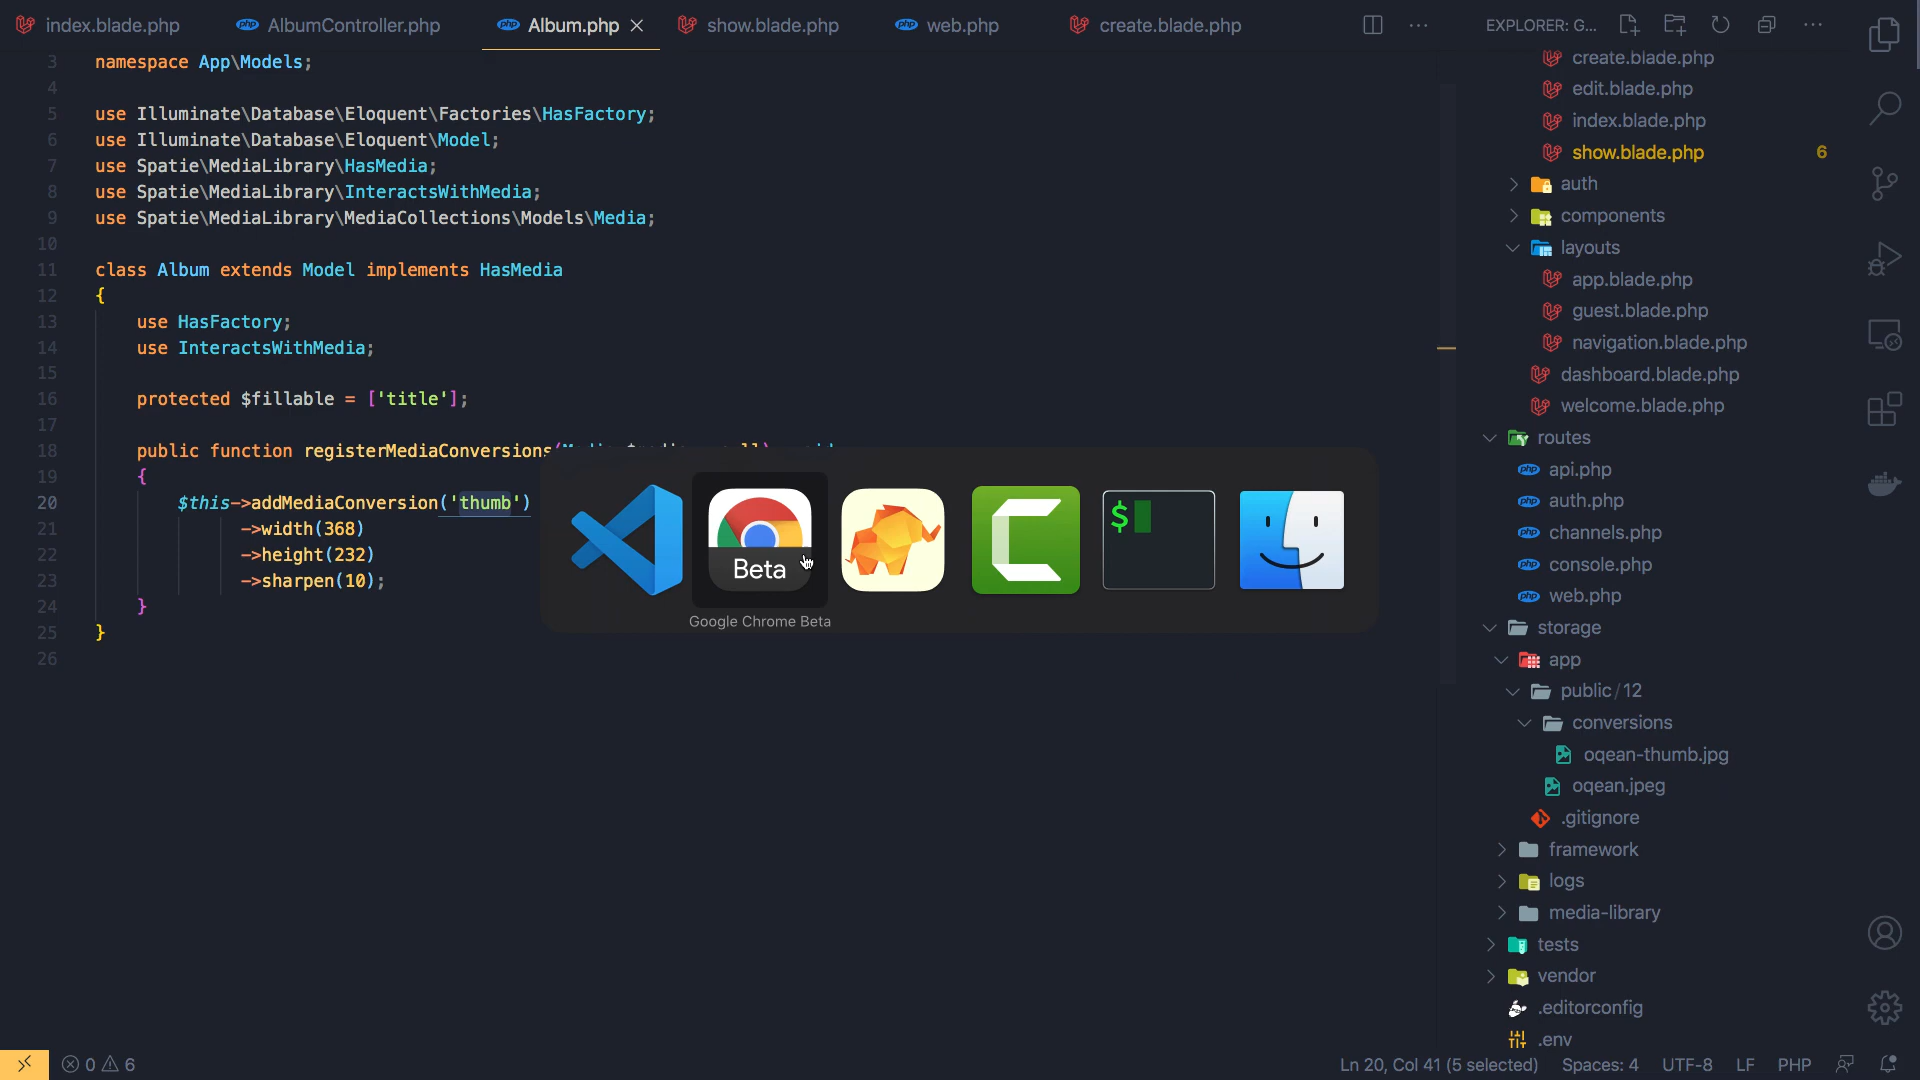 index.blade.php
AlbumController.php
Album.php
show.blade.php
web.php
create.blade.php
3 namespace App\Models;
4
5 use Illuminate\Database\Eloquent\Factories\HasFactory;
6 use Illuminate\Database\Eloquent\Model;
7 use Spatie\MediaLibrary\HasMedia;
8 use Spatie\MediaLibrary\InteractsWithMedia;
9 use Spatie\MediaLibrary\MediaCollections\Models\Media;
10
11 class Album extends Model implements HasMedia
12 {
13 use HasFactory;
14 use InteractsWithMedia;
15
16 protected $fillable = ['title'];
17
18 public function registerMediaConversions(
19 {
20 $this->addMediaConversion('thumb')
21 ->width(368)
22 ->height(232)
23 ->sharpen(10);
24 }
25 }
26
Beta
$
Google Chrome Beta
EXPLORER: G...
create.blade.php
edit.blade.php
index.blade.php
show.blade.php 6
auth
components
layouts
app.blade.php
guest.blade.php
navigation.blade.php
dashboard.blade.php
welcome.blade.php
routes
php api.php
php auth.php
php channels.php
php console.php
php web.php
storage
app
public/12
conversions
oqean-thumb.jpg
oqean.jpeg
.gitignore
framework
logs
media-library
tests
vendor
.editorconfig
.env
0 6
Ln 20, Col 41 (5 selected) Spaces: 4 UTF-8 LF PHP